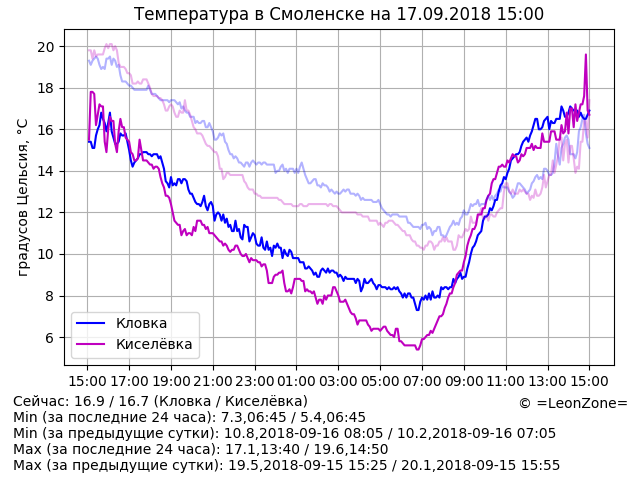 Температура в Смоленске на 17.09.2018 15:00
градусов Цельсия, °C
20
18
16
14
12
10
8
6
Кловка
Киселёвка
15:00 17:00 19:00 21:00 23:00 01:00 03:00 05:00 07:00 09:00 11:00 13:00 15:00
Сейчас: 16.9 / 16.7 (Кловка / Киселёвка)
© =LeonZone=
Min (за последние 24 часа): 7.3,06:45 / 5.4,06:45
Min (за предыдущие сутки): 10.8,2018-09-16 08:05 / 10.2,2018-09-16 07:05
Max (за последние 24 часа): 17.1,13:40 / 19.6,14:50
Max (за предыдущие сутки): 19.5,2018-09-15 15:25 / 20.1,2018-09-15 15:55